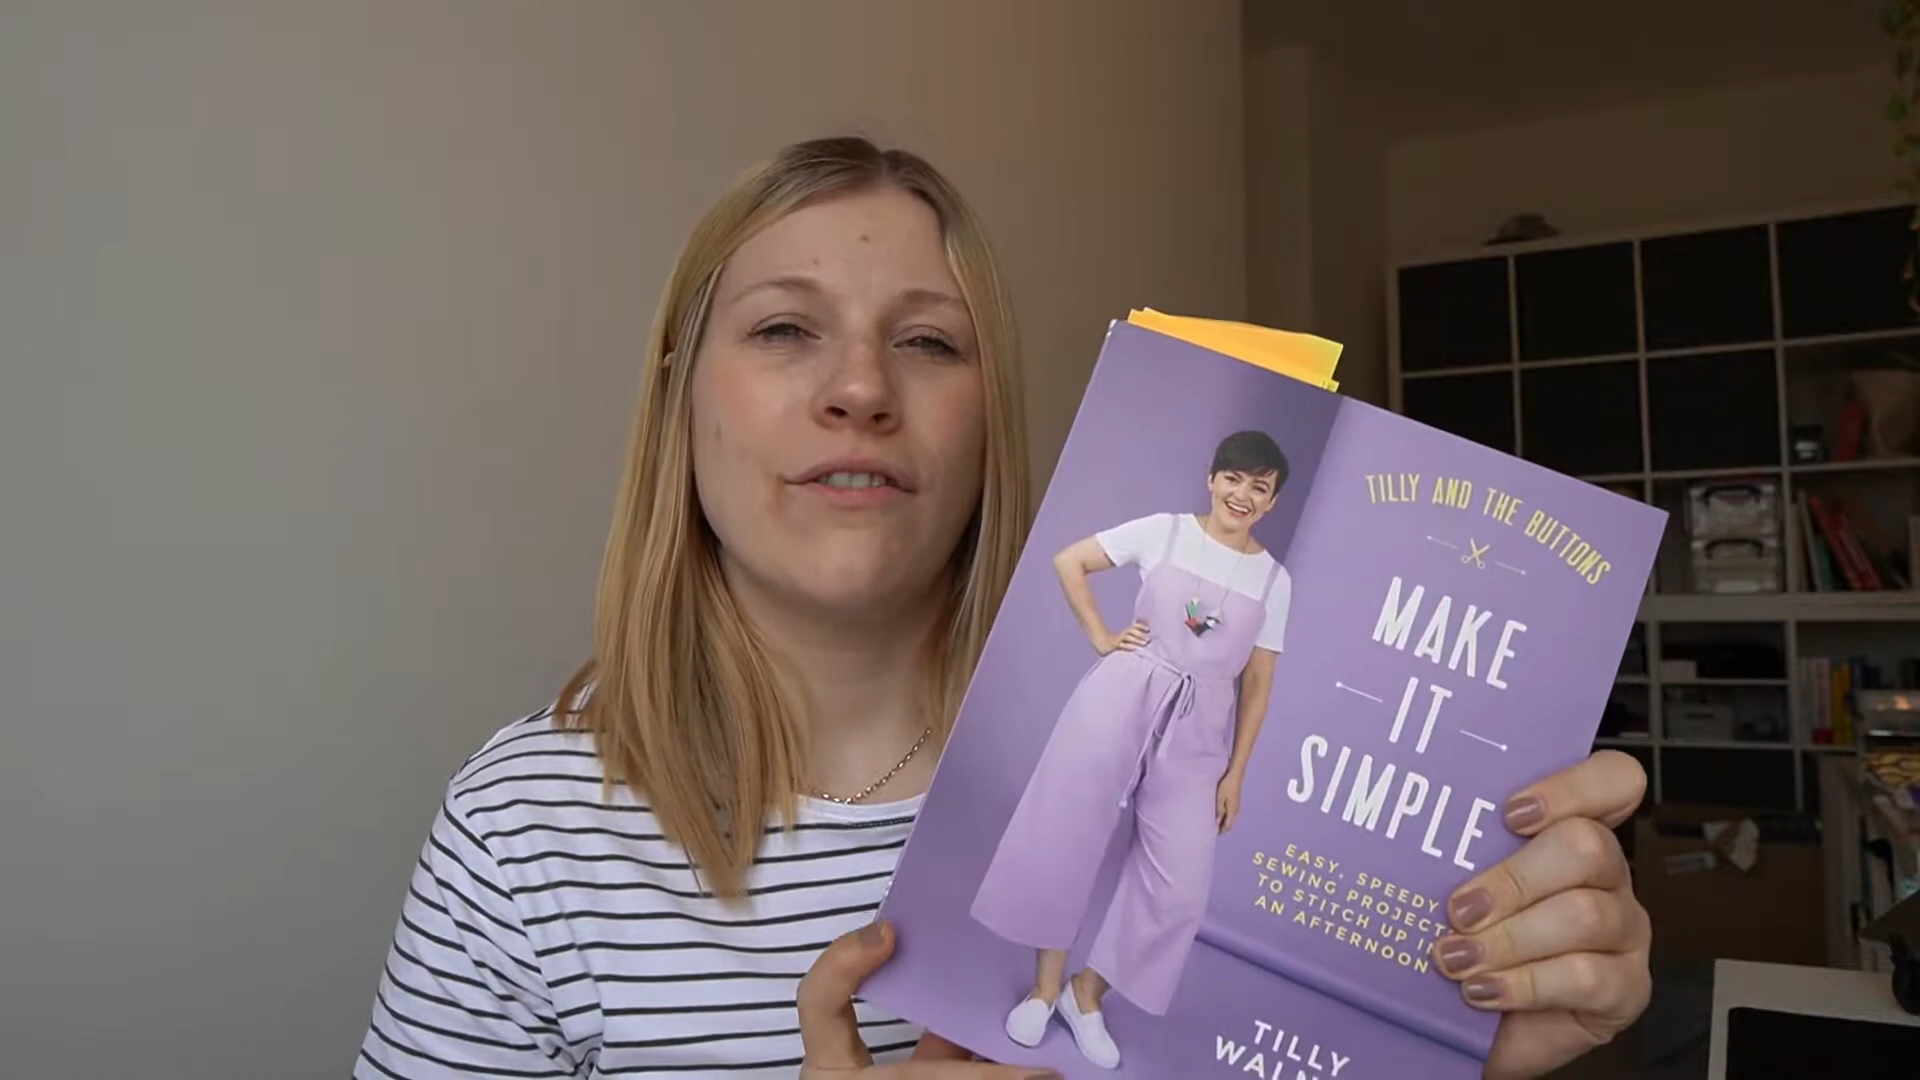 TILLY AND THE BUTTONS
MAKE
IT
SIMPLE
EASY, SPEEDY
SEWING PROJECT
TO STITCH UP IN
AN AFTERNOON
TILLY